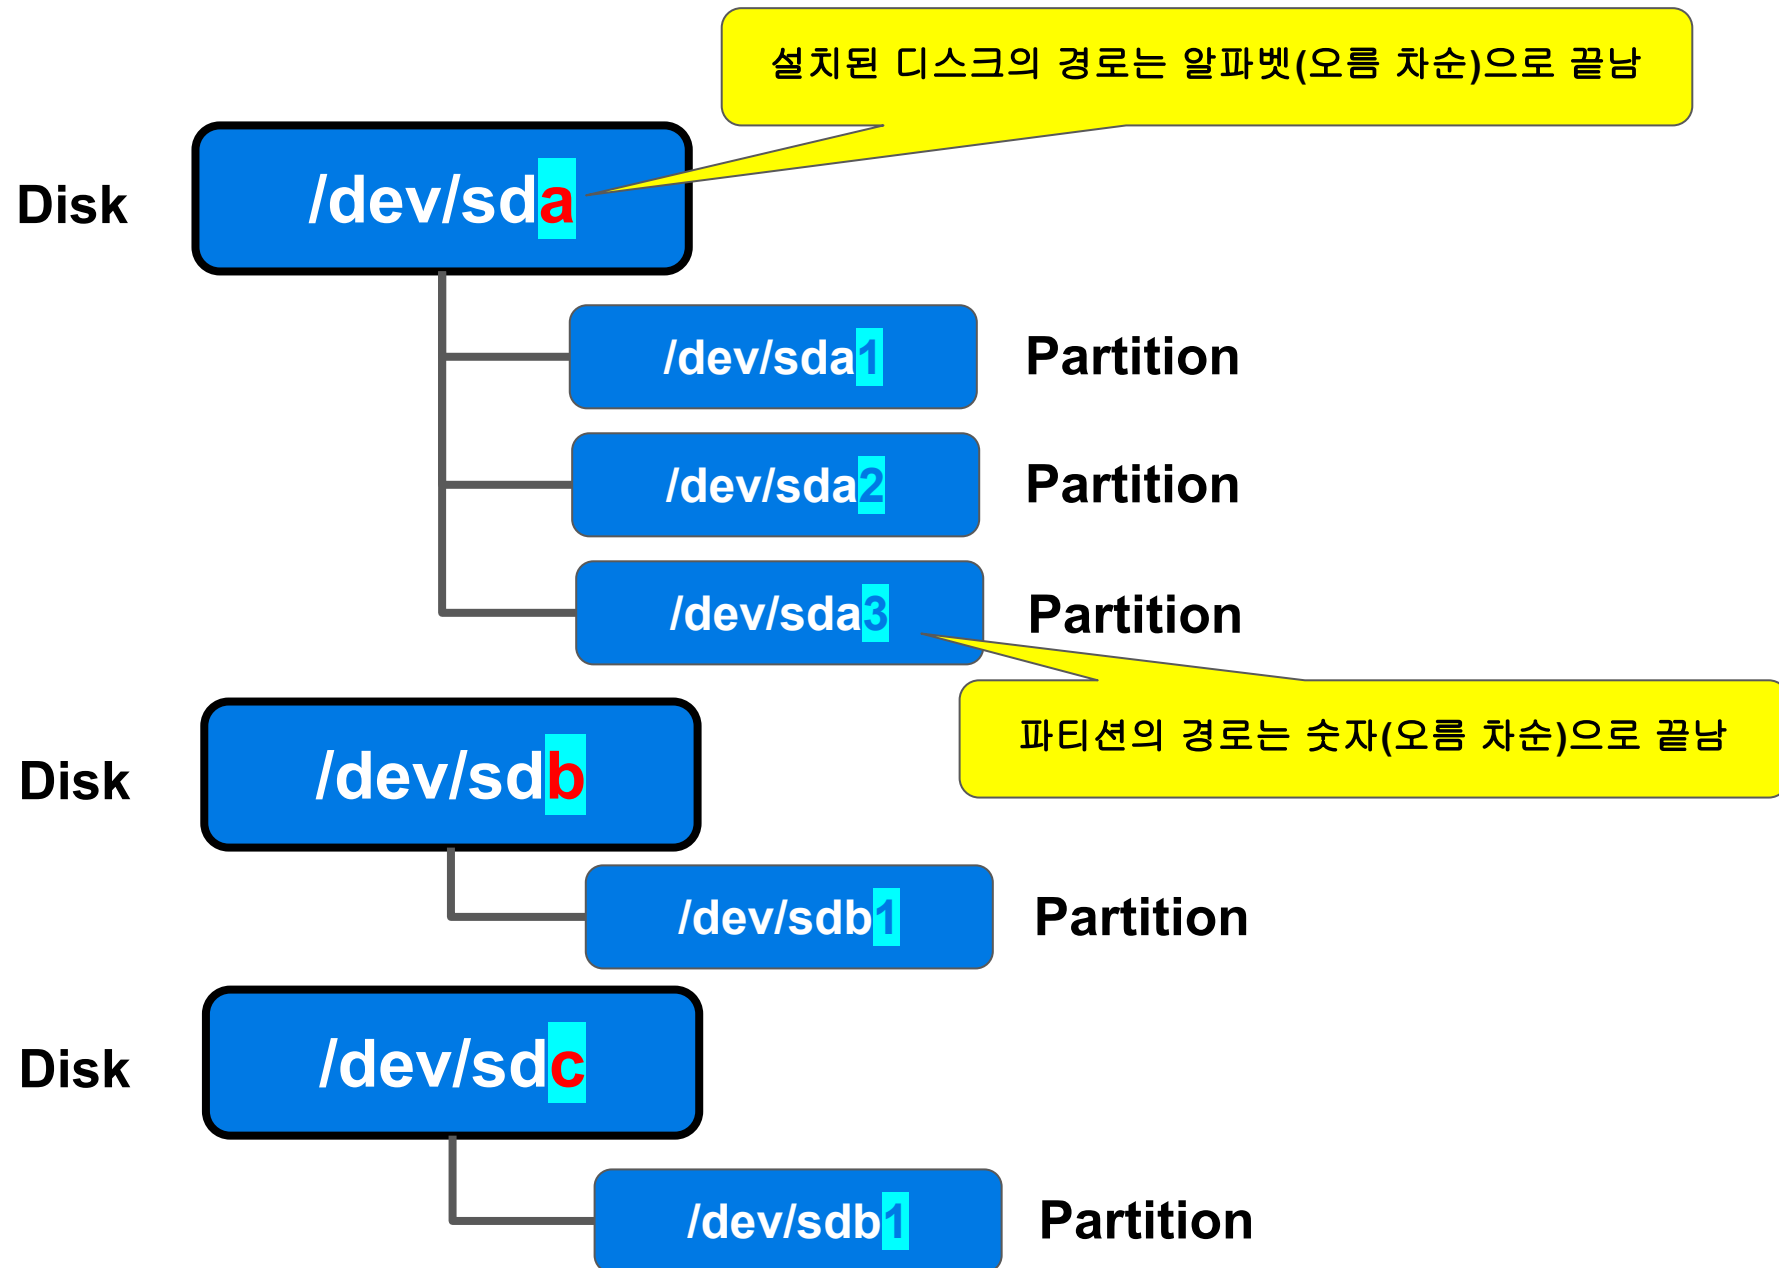 설치된 디스크의 경로는 알파벳(오름 차순)으로 끝남
Disk
/dev/sda
/dev/sda1
Partition
/dev/sda2
Partition
/dev/sda3
Partition
파티션의 경로는 숫자(오름 차순)으로 끝남
Disk
/dev/sdb
/dev/sdb1
Partition
Disk
/dev/sdc
/dev/sdb1
Partition